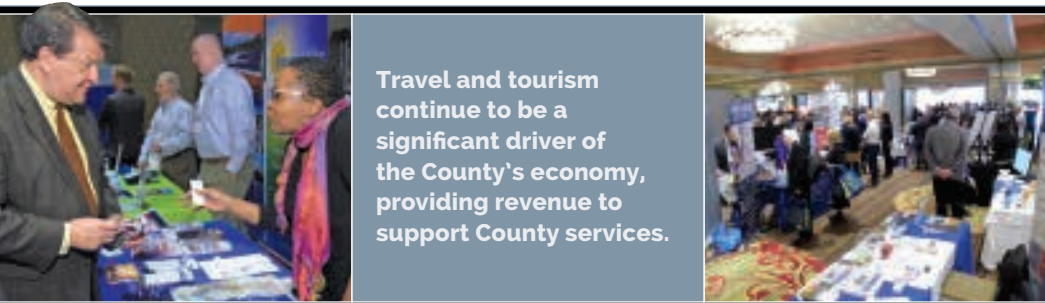 Travel and tourism
continue to be a
significant driver of
the County’s economy,
providing revenue to
support County services.